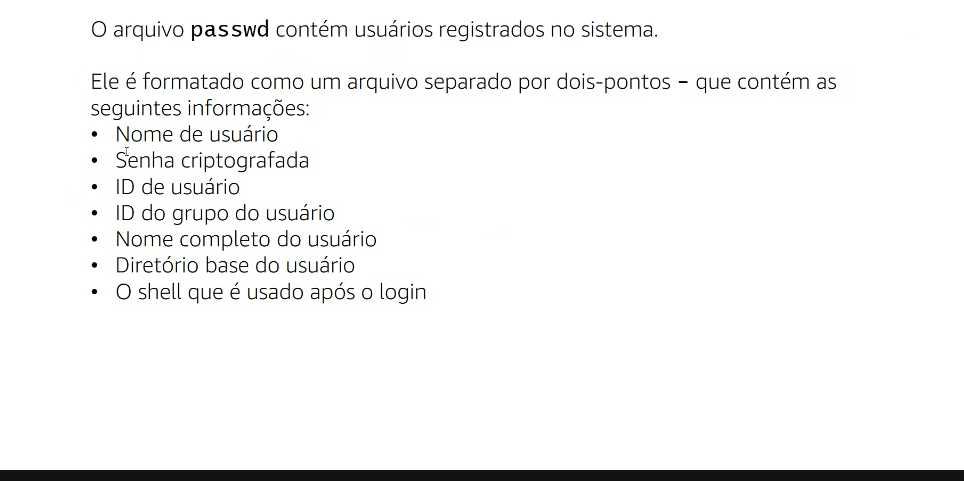 O arquivo passwd contém usuários registrados no sistema.
Ele é formatado como um arquivo separado por dois-pontos – que contém as
seguintes informações:
• Nome de usuário
• Senha criptografada
• ID de usuário
• ID do grupo do usuário
• Nome completo do usuário
• Diretório base do usuário
• O shell que é usado após o login